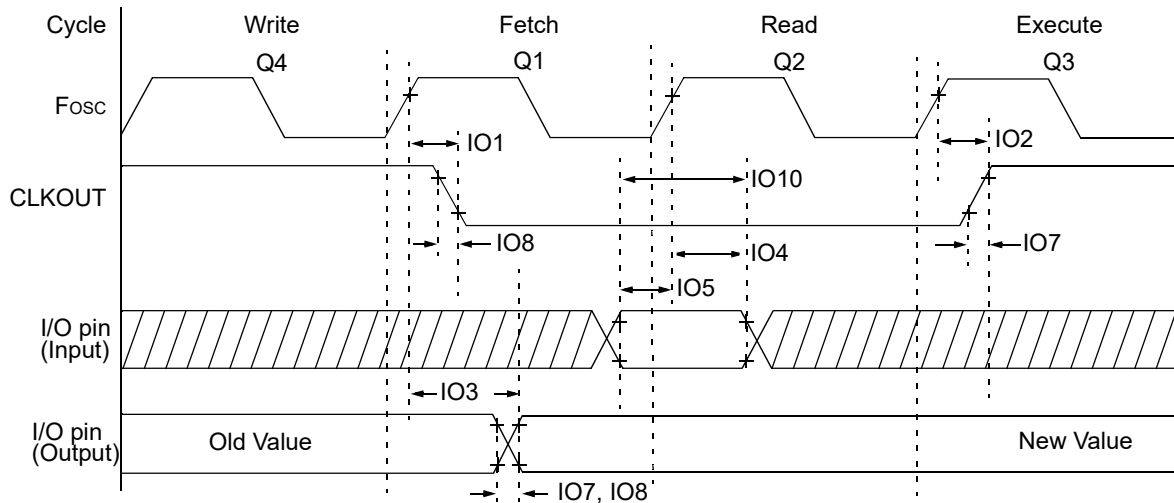 Cycle Write Fetch Read Execute
Q4 Q1 Q2 Q3
Fosc
IO1 IO2
CLKOUT
IO10
IO8 IO4 IO7
IO5
I/O pin
(Input)
IO3
I/O pin
(Output)
Old Value New Value
IO7, IO8